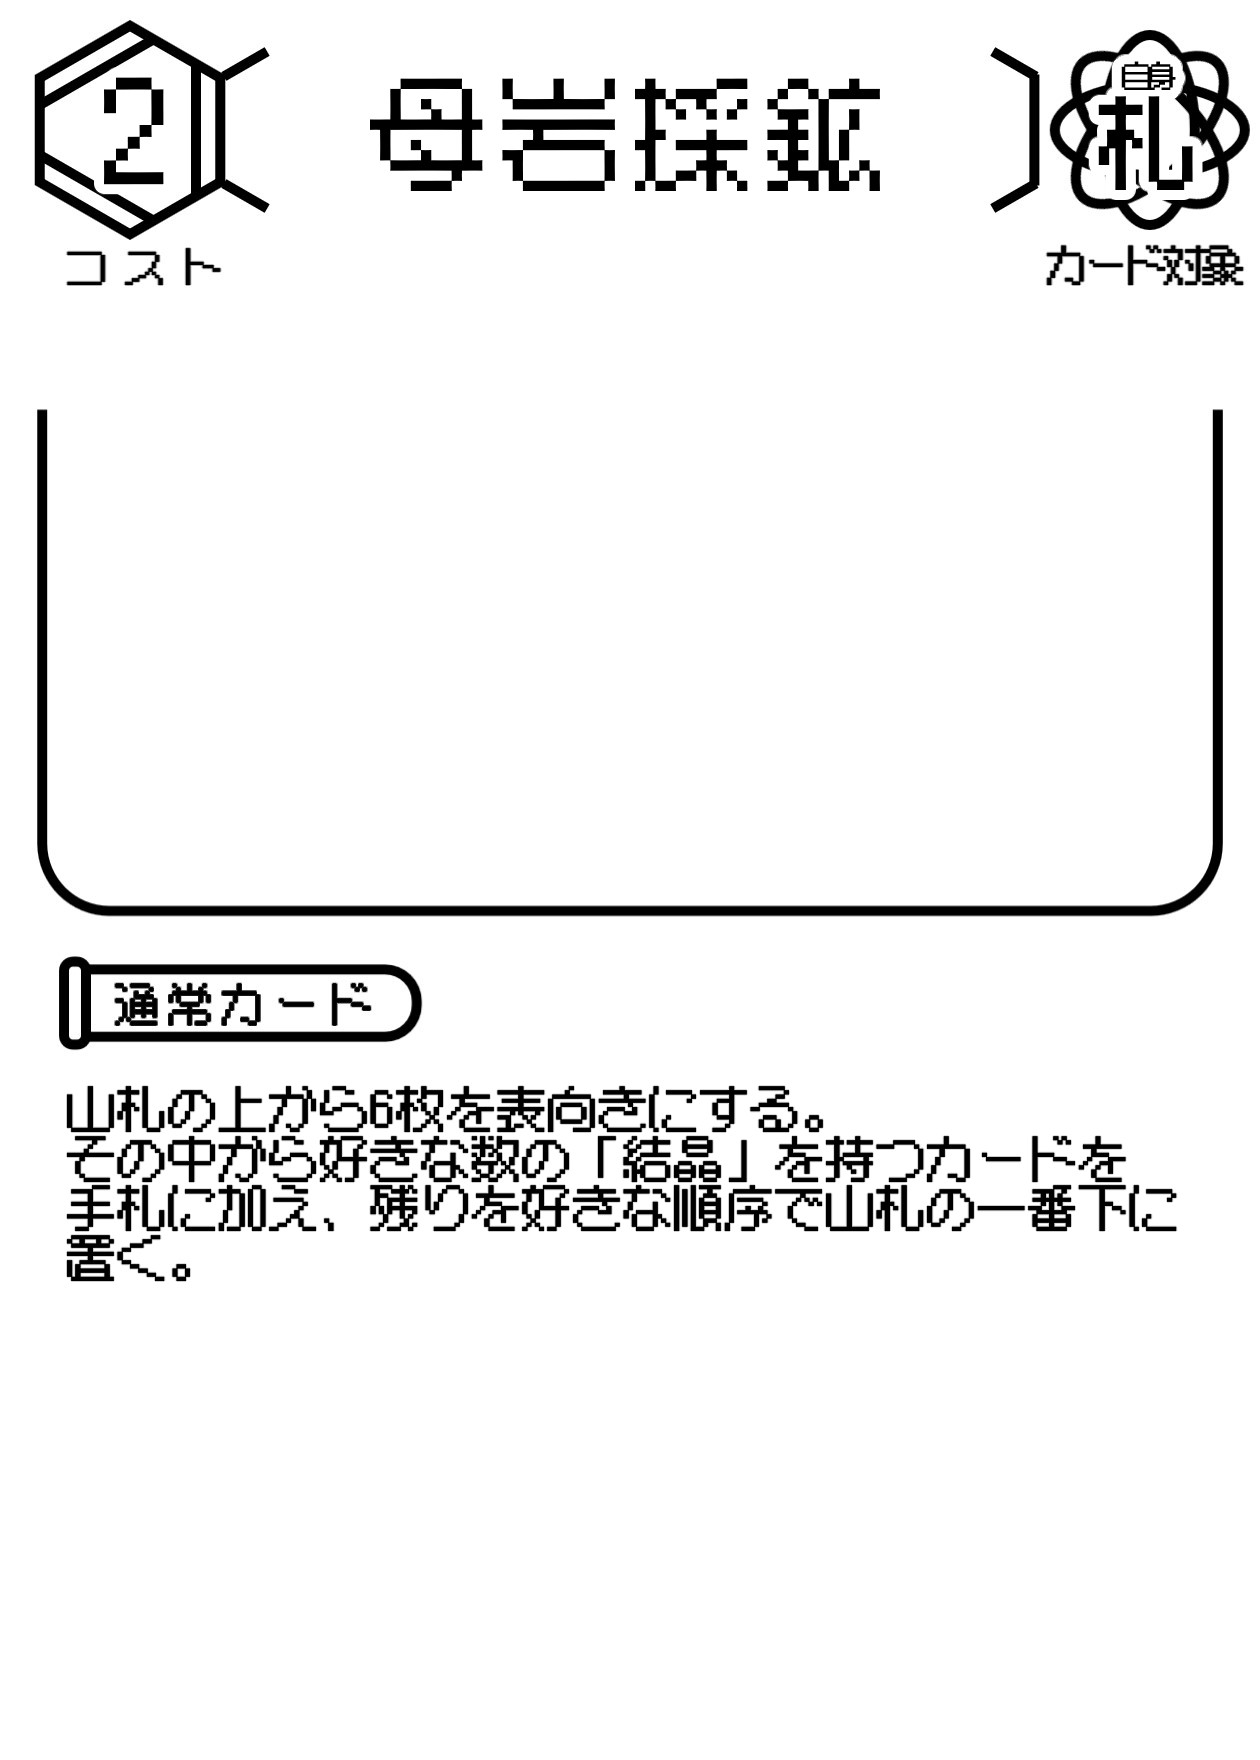 2
母岩採鉱
自身
札
コスト
カード対象
通常カード
山札の上から6枚を表向きにする。
その中から好きな数の「結晶」を持つカードを
手札に加え、残りを好きな順序で山札の一番下に
置く。